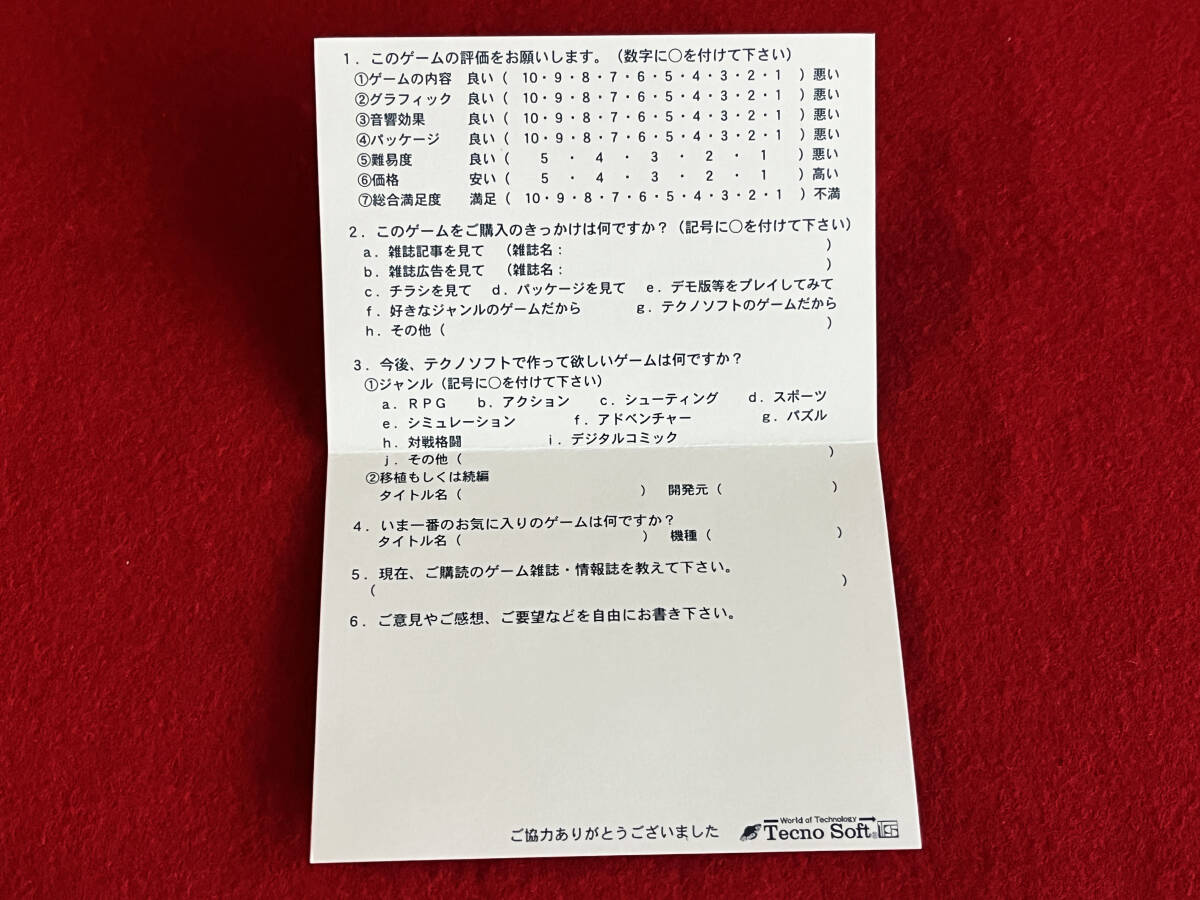 1．このゲームの評価をお願いします。（数字に○を付けて下さい）
①ゲームの内容 良い（ 10・9・8・7・6・5・4・3・2・1 ）悪い
②グラフィック 良い（ 10・9・8・7・6・5・4・3・2・1 ）悪い
③音響効果 良い（ 10・9・8・7・6・5・4・3・2・1 ）悪い
④パッケージ 良い（ 10・9・8・7・6・5・4・3・2・1 ）悪い
⑤難易度 良い（ 5 ・ 4 ・ 3 ・ 2 ・ 1 ）悪い
⑥価格 安い（ 5 ・ 4 ・ 3 ・ 2 ・ 1 ）高い
⑦総合満足度 満足（ 10・9・8・7・6・5・4・3・2・1 ）不満
2．このゲームをご購入のきっかけは何ですか？（記号に○を付けて下さい）
a．雑誌記事を見て （雑誌名： ）
b．雑誌広告を見て （雑誌名： ）
c．チラシを見て d．パッケージを見て e．デモ版等をプレイしてみて
f．好きなジャンルのゲームだから g．テクノソフトのゲームだから
h．その他（ ）
3．今後、テクノソフトで作って欲しいゲームは何ですか？
①ジャンル（記号に○を付けて下さい）
a．RPG b．アクション c．シューティング d．スポーツ
e．シミュレーション f．アドベンチャー g．パズル
h．対戦格闘 i．デジタルコミック
j．その他（ ）
②移植もしくは続編
タイトル名（ ） 開発元（ ）
4．いま一番のお気に入りのゲームは何ですか？
タイトル名（ ） 機種（ ）
5．現在、ご購読のゲーム雑誌・情報誌を教えて下さい。
（ ）
6．ご意見やご感想、ご要望などを自由にお書き下さい。
World of Technology
ご協力ありがとうございました Tecno Soft